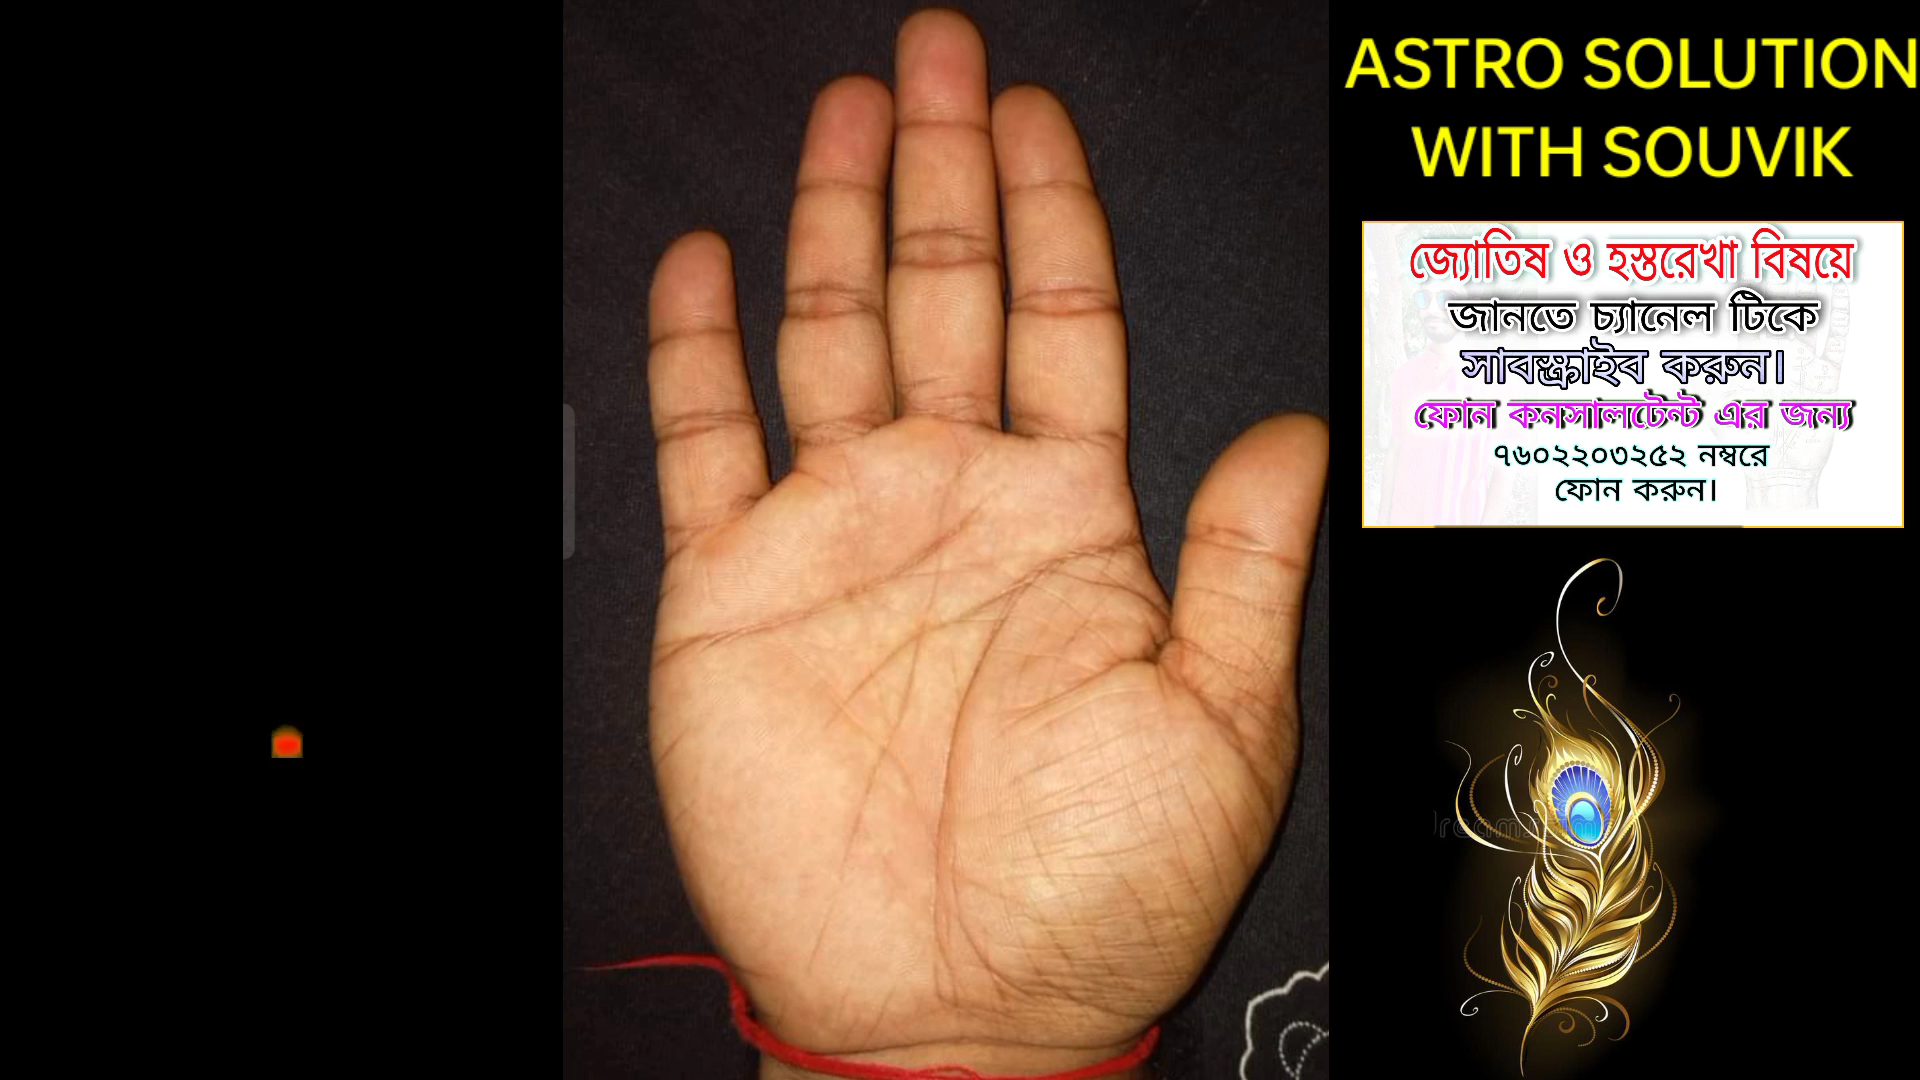 ASTRO SOLUTION
WITH SOUVIK
জ্যোতিষ ও হস্তরেখা বিষয়ে
জানতে চ্যানেল টিকে
সাবস্ক্রাইব করুন।
ফোন কনসালটেন্ট এর জন্য
৭৬০২২০৩২৫২ নম্বরে
ফোন করুন।